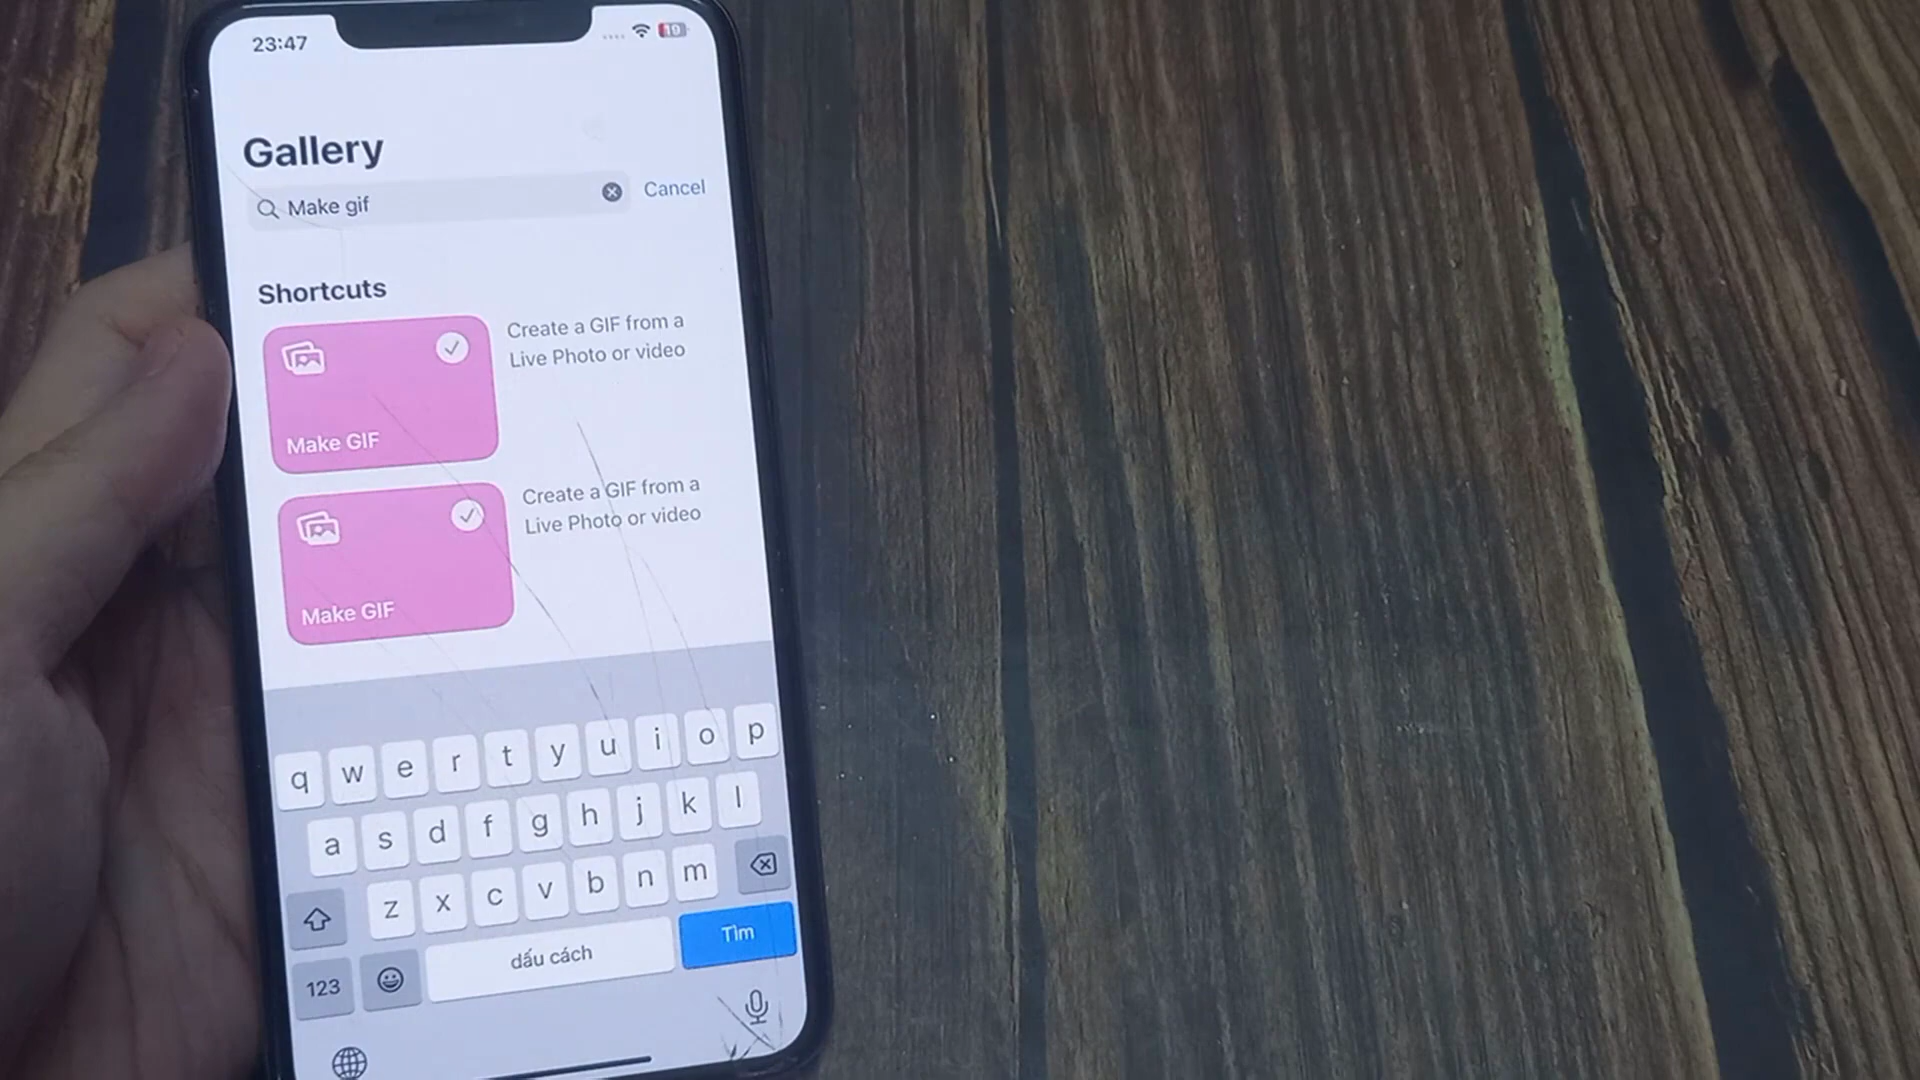 23:47
19
Gallery
Make gif
Cancel
Shortcuts
Make GIF
Create a GIF from a
Live Photo or video
Make GIF
Create a GIF from a
Live Photo or video
q w e r t y u i o p
a s d f g h j k l
z x c v b n m
123
dấu cách
Tìm